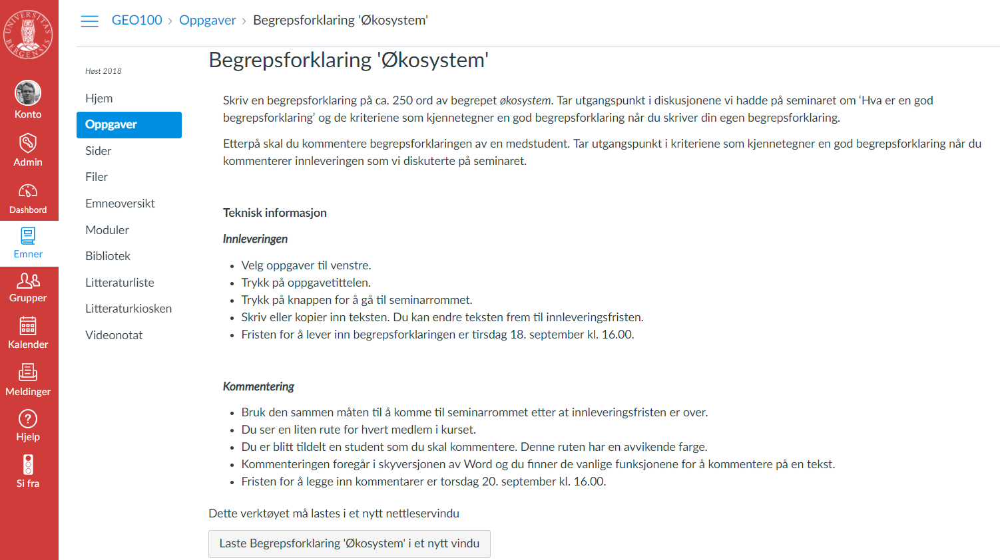 UNIVERSITAS
BERGENSIS
Konto
Admin
Dashbord
Emner
Grupper
Kalender
Meldinger
Hjelp
Si fra
GEO100 › Oppgaver › Begrepsforklaring 'Økosystem'
Høst 2018
Hjem
Oppgaver
Sider
Filer
Emneoversikt
Moduler
Bibliotek
Litteraturliste
Litteraturkiosken
Videonotat
Begrepsforklaring 'Økosystem'
Skriv en begrepsforklaring på ca. 250 ord av begrepet økosystem. Tar utgangspunkt i diskusjonene vi hadde på seminaret om ‘Hva er en god
begrepsforklaring’ og de kriteriene som kjennetegner en god begrepsforklaring når du skriver din egen begrepsforklaring.
Etterpå skal du kommentere begrepsforklaringen av en medstudent. Tar utgangspunkt i kriteriene som kjennetegner en god begrepsforklaring når du
kommenterer innleveringen som vi diskuterte på seminaret.
Teknisk informasjon
Innleveringen
• Velg oppgaver til venstre.
• Trykk på oppgavetittelen.
• Trykk på knappen for å gå til seminarrommet.
• Skriv eller kopier inn teksten. Du kan endre teksten frem til innleveringsfristen.
• Fristen for å lever inn begrepsforklaringen er tirsdag 18. september kl. 16.00.
Kommentering
• Bruk den sammen måten til å komme til seminarrommet etter at innleveringsfristen er over.
• Du ser en liten rute for hvert medlem i kurset.
• Du er blitt tildelt en student som du skal kommentere. Denne ruten har en avvikende farge.
• Kommenteringen foregår i skyversjonen av Word og du finner de vanlige funksjonene for å kommentere på en tekst.
• Fristen for å legge inn kommentarer er torsdag 20. september kl. 16.00.
Dette verktøyet må lastes i et nytt nettleservindu
Laste Begrepsforklaring 'Økosystem' i et nytt vindu